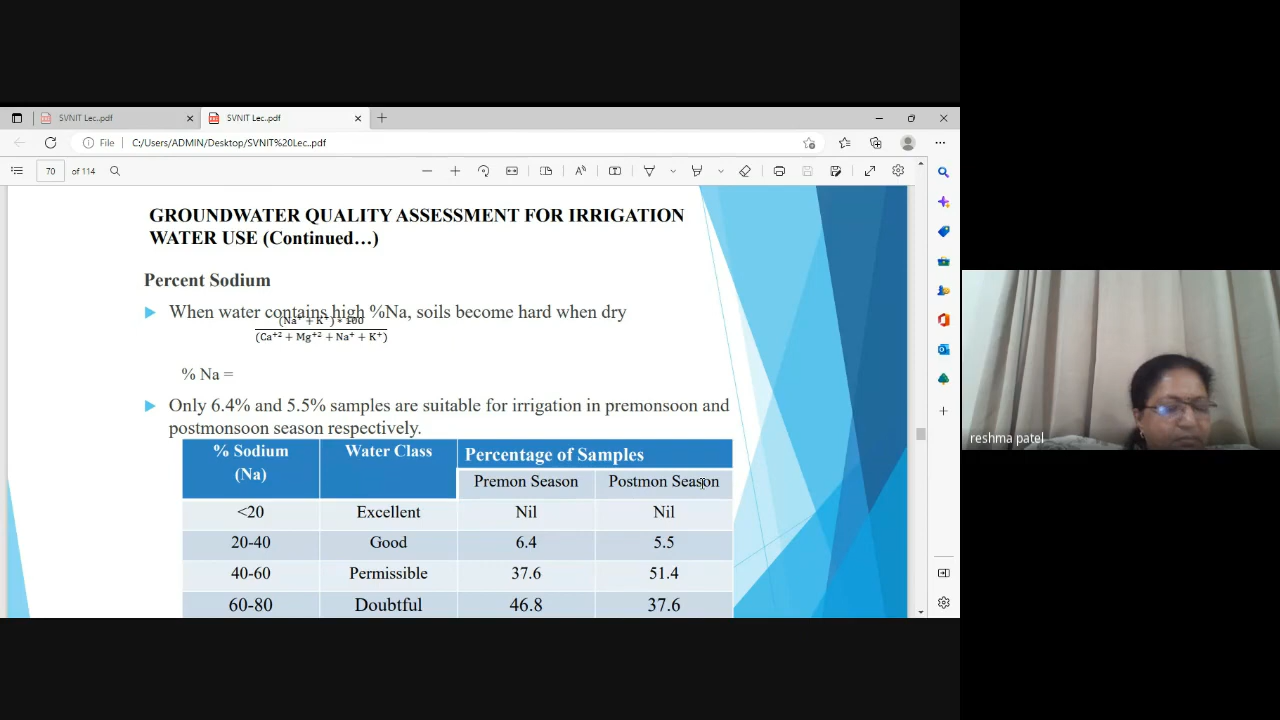 SVNIT Lec..pdf
SVNIT Lec..pdf
File C:/Users/ADMIN/Desktop/SVNIT%20Lec..pdf
70 of 114
GROUNDWATER QUALITY ASSESSMENT FOR IRRIGATION
WATER USE (Continued…)
Percent Sodium
When water contains high %Na, soils become hard when dry
(Na⁺ + K⁺) * 100
(Ca⁺² + Mg⁺² + Na⁺ + K⁺)
% Na =
Only 6.4% and 5.5% samples are suitable for irrigation in premonsoon and
postmonsoon season respectively.
% Sodium (Na) Water Class Percentage of Samples
Premon Season Postmon Season
<20 Excellent Nil Nil
20-40 Good 6.4 5.5
40-60 Permissible 37.6 51.4
60-80 Doubtful 46.8 37.6
reshma patel